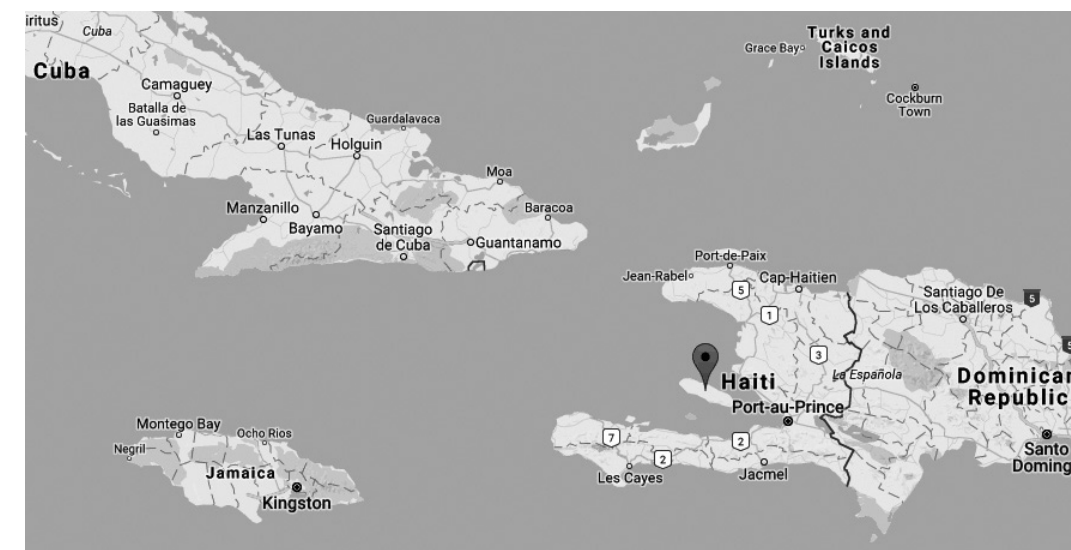 iritus
Cuba
Cuba
Camaguey
Batalla de
las Guasimas
Las Tunas
Guardalavaca
Holguin
Moa
Baracoa
Manzanillo
Bayamo
Santiago
de Cuba
Guantanamo
Grace Bay
Turks and
Caicos
Islands
Cockburn
Town
Port-de-Paix
Jean-Rabel
Cap-Haitien
5
1
3
Santiago De
Los Caballeros
5
5
La Española
Haiti
Dominican
Republic
Port-au-Prince
7
2
2
Les Cayes
Jacmel
Santo
Doming
Montego Bay
Ocho Rios
Negril
Jamaica
Kingston